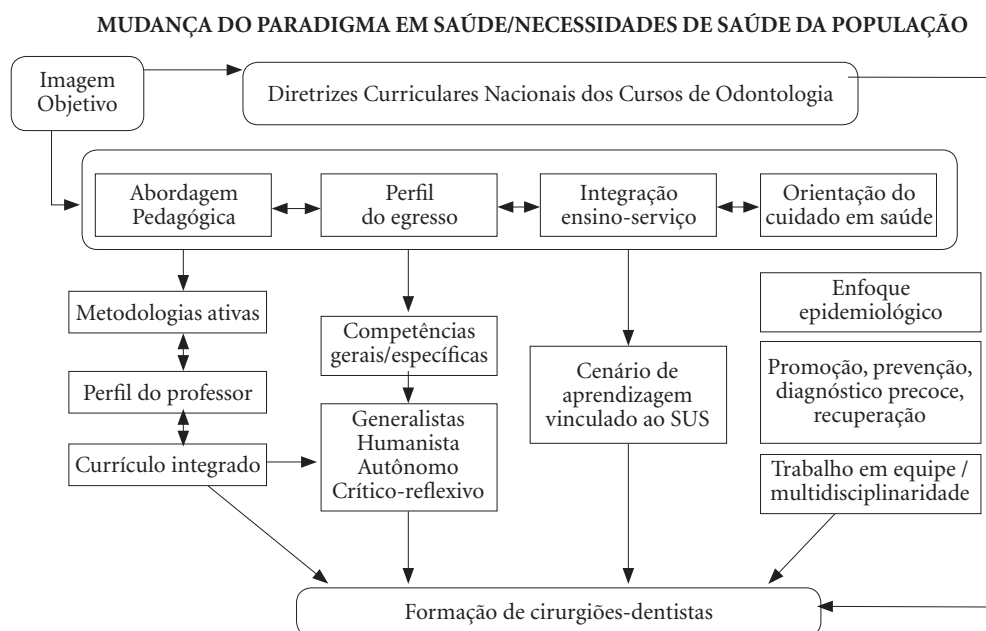 MUDANÇA DO PARADIGMA EM SAÚDE/NECESSIDADES DE SAÚDE DA POPULAÇÃO
Imagem
Objetivo
Diretrizes Curriculares Nacionais dos Cursos de Odontologia
Abordagem
Pedagógica
Perfil
do egresso
Integração
ensino-serviço
Orientação do
cuidado em saúde
Metodologias ativas
Perfil do professor
Currículo integrado
Competências
gerais/específicas
Generalistas
Humanista
Autônomo
Crítico-reflexivo
Cenário de
aprendizagem
vinculado ao SUS
Enfoque
epidemiológico
Promoção, prevenção,
diagnóstico precoce,
recuperação
Trabalho em equipe /
multidisciplinaridade
Formação de cirurgiões-dentistas